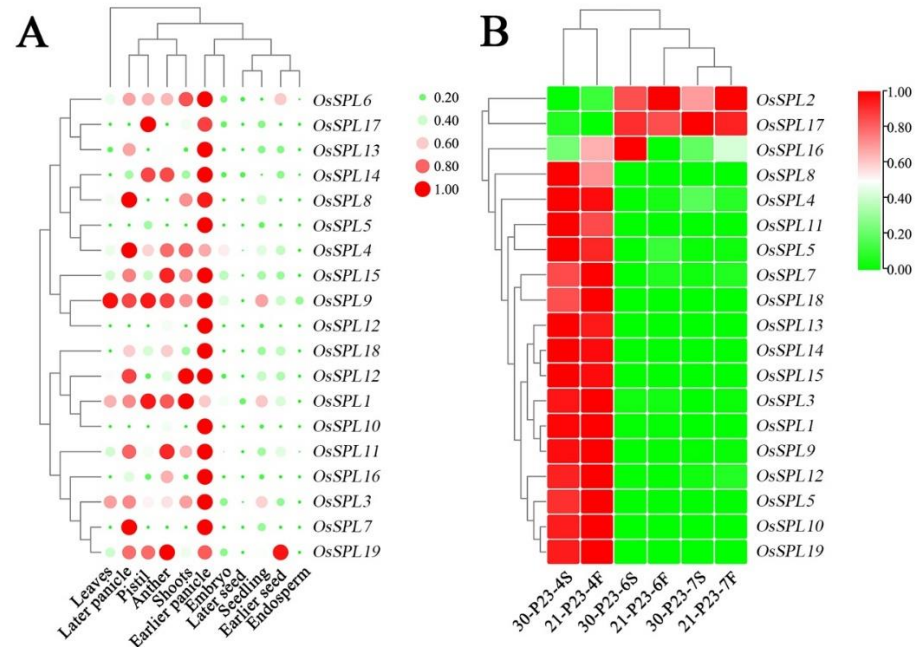 A
OsSPL6
OsSPL17
OsSPL13
OsSPL14
OsSPL8
OsSPL5
OsSPL4
OsSPL15
OsSPL9
OsSPL12
OsSPL18
OsSPL12
OsSPL1
OsSPL10
OsSPL11
OsSPL16
OsSPL3
OsSPL7
OsSPL19
Leaves
Later panicle
Pistil
Anther
Shoots
Earlier panicle
Embryo
Later seed
Seedling
Earlier seed
Endosperm
0.20
0.40
0.60
0.80
1.00
B
OsSPL2
OsSPL17
OsSPL16
OsSPL8
OsSPL4
OsSPL11
OsSPL5
OsSPL7
OsSPL18
OsSPL13
OsSPL14
OsSPL15
OsSPL3
OsSPL1
OsSPL9
OsSPL12
OsSPL5
OsSPL10
OsSPL19
30-P23-4S
21-P23-4F
30-P23-6S
21-P23-6F
30-P23-7S
21-P23-7F
1.00
0.80
0.60
0.40
0.20
0.00